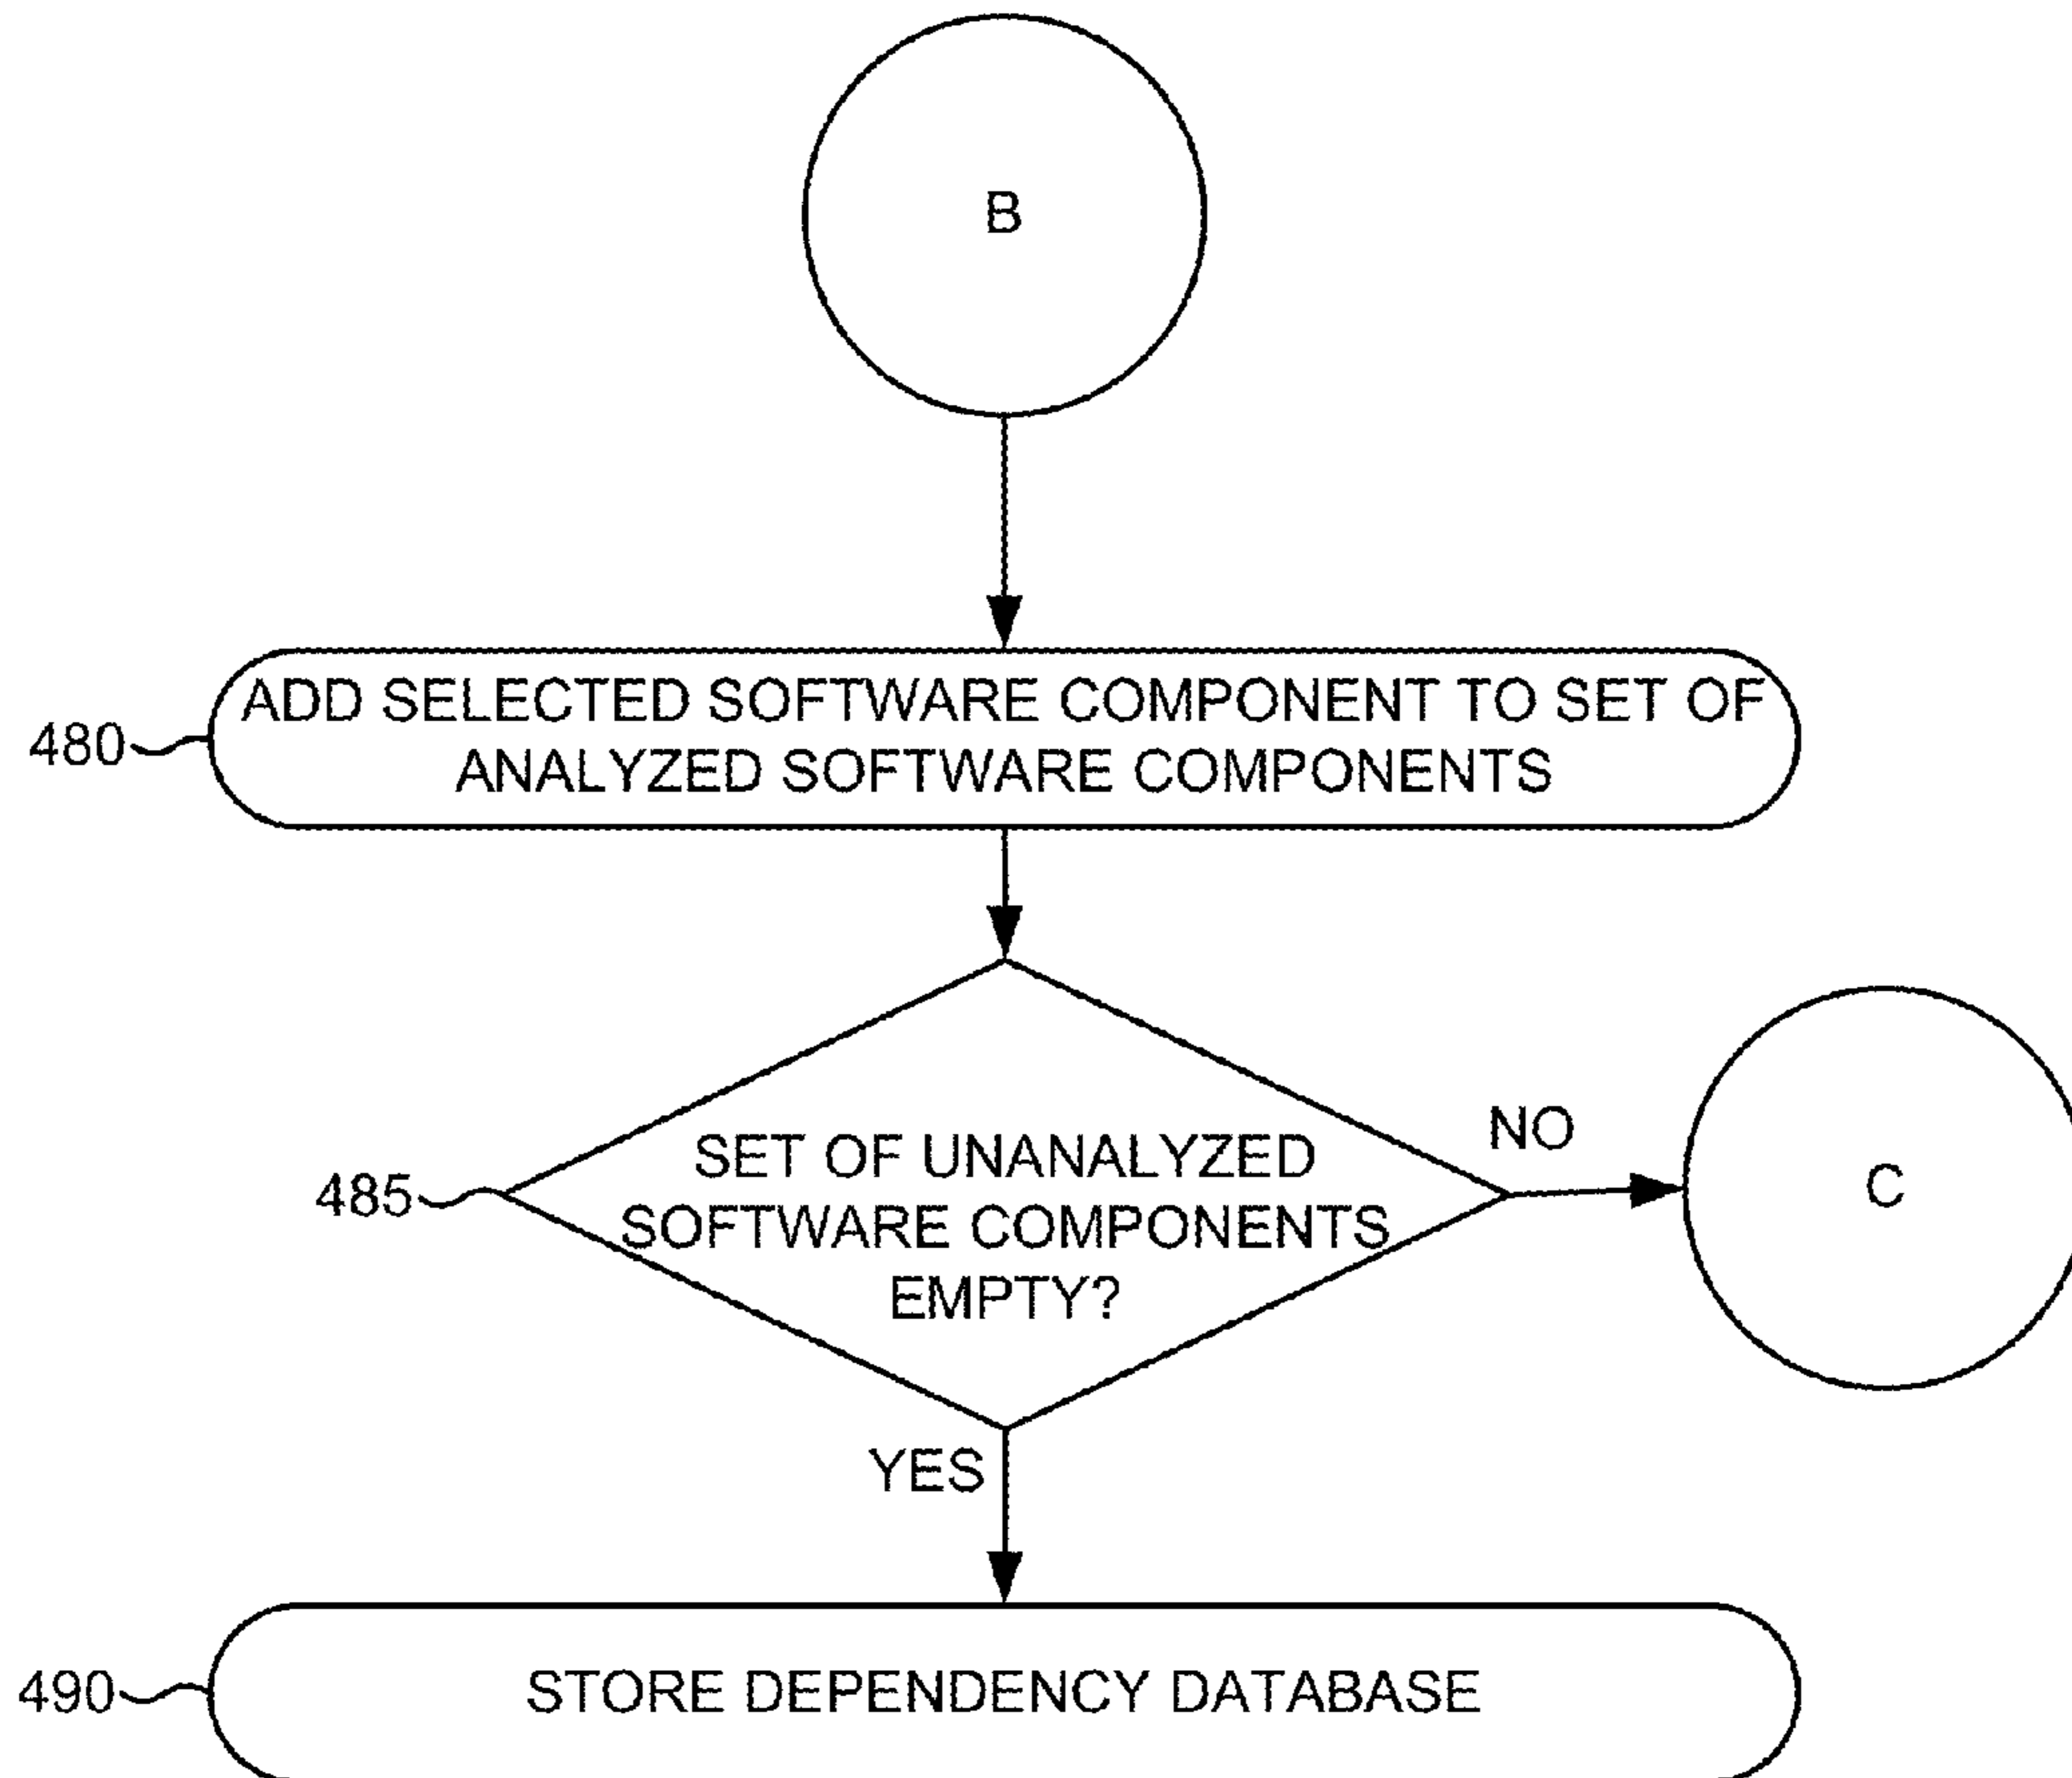 B
480
ADD SELECTED SOFTWARE COMPONENT TO SET OF
ANALYZED SOFTWARE COMPONENTS
485
SET OF UNANALYZED
SOFTWARE COMPONENTS
EMPTY?
NO
C
YES
490
STORE DEPENDENCY DATABASE